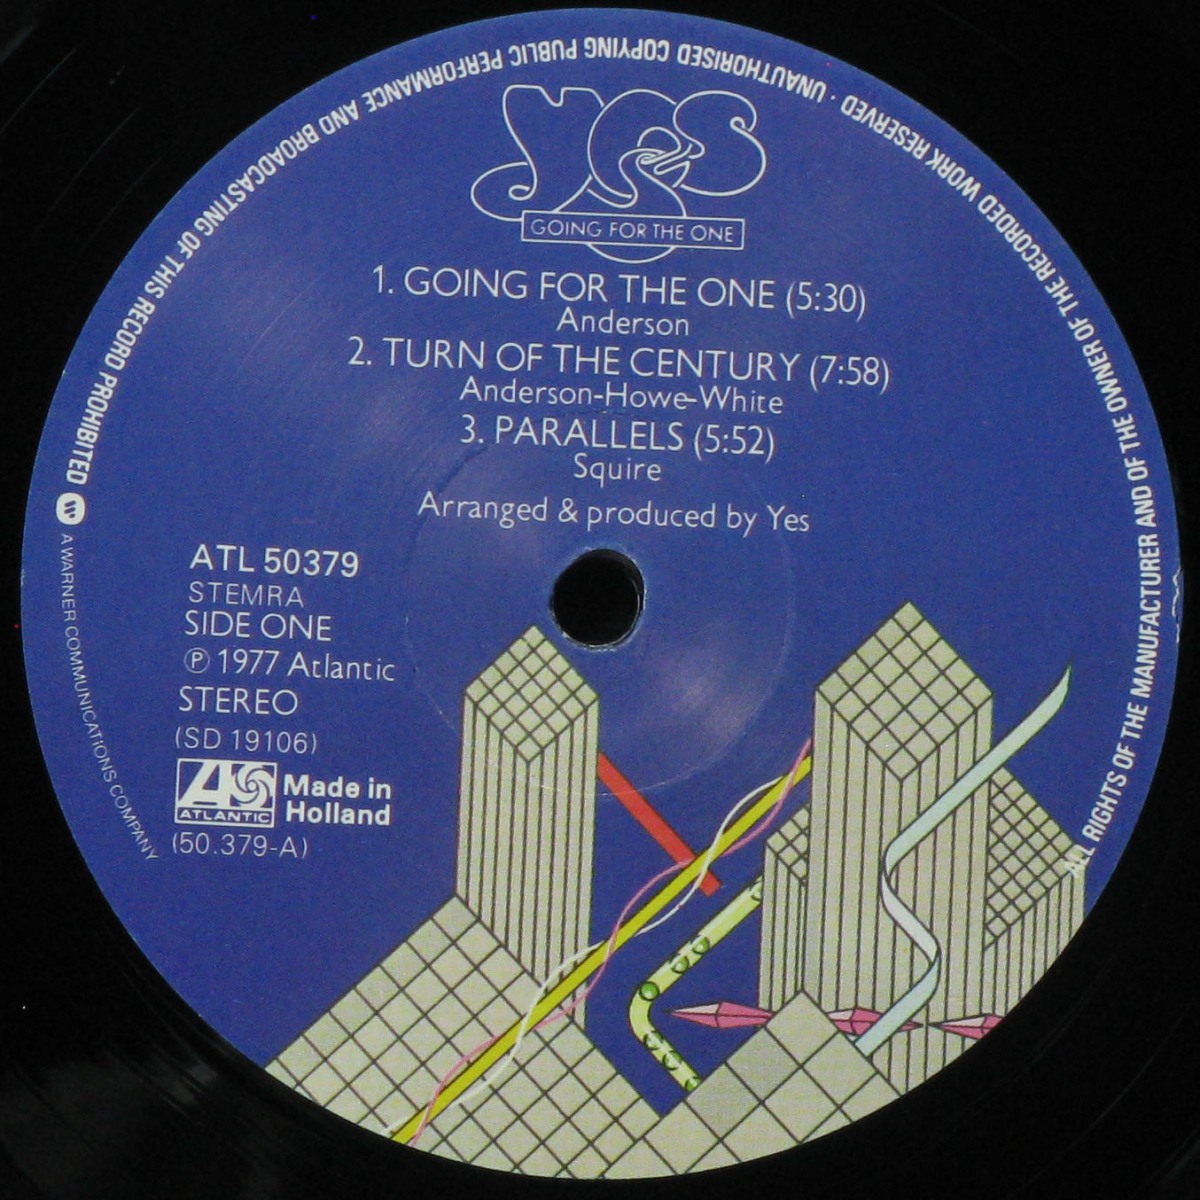 yes
GOING FOR THE ONE
1. GOING FOR THE ONE (5:30)
Anderson
2. TURN OF THE CENTURY (7:58)
Anderson-Howe-White
3. PARALLELS (5:52)
Squire
Arranged & produced by Yes
ATL 50379
STEMRA
SIDE ONE
℗ 1977 Atlantic
STEREO
(SD 19106)
ATLANTIC
Made in
Holland
(50.379-A)
ALL RIGHTS OF THE MANUFACTURER AND OF THE OWNER OF THE RECORDED WORK RESERVED · UNAUTHORISED COPYING PUBLIC PERFORMANCE AND BROADCASTING OF THIS RECORD PROHIBITED
A WARNER COMMUNICATIONS COMPANY